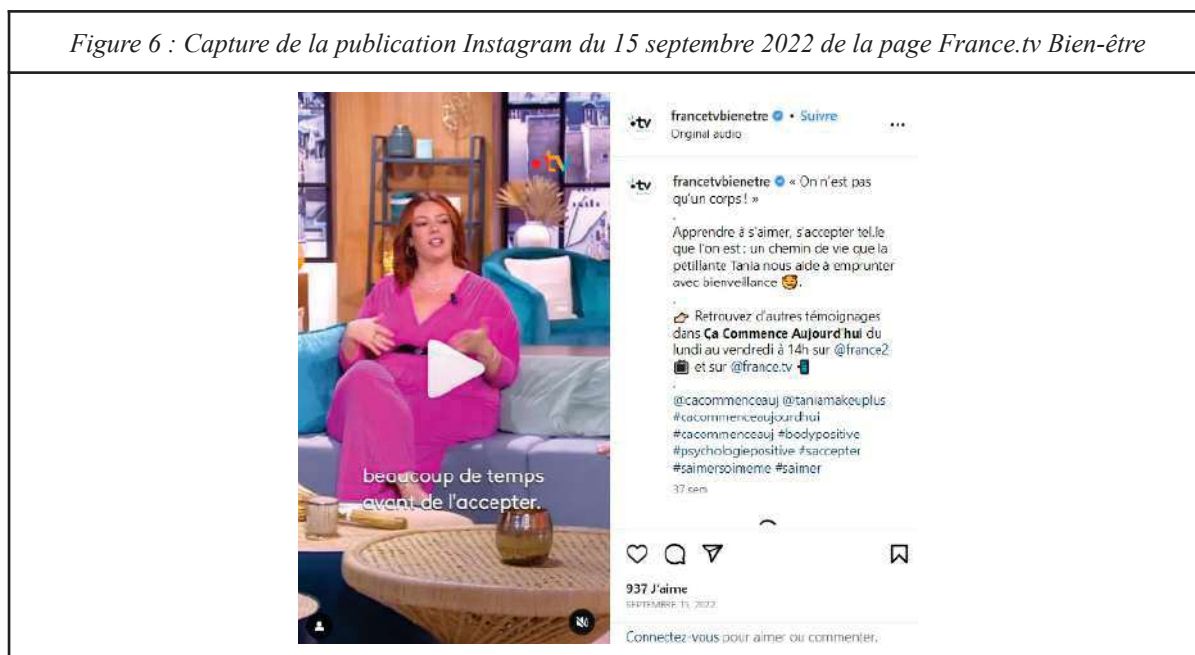 Figure 6 : Capture de la publication Instagram du 15 septembre 2022 de la page France.tv Bien-être
•tv
beaucoup de temps
avant de l'accepter.
•tv
francetvbienetre • Suivre
Original audio
...
•tv
francetvbienetre « On n'est pas
qu'un corps ! »
.
Apprendre à s'aimer, s'accepter tel.le
que l'on est : un chemin de vie que la
pétillante Tania nous aide à emprunter
avec bienveillance 🥰.
.
👉 Retrouvez d'autres témoignages
dans Ça Commence Aujourd'hui du
lundi au vendredi à 14h sur @france2
📺 et sur @france.tv 📲
.
@cacommenceauj @taniamakeuplus
#cacommenceaujourdhui
#cacommenceauj #bodypositive
#psychologiepositive #saccepter
#saimersoimeme #saimer
37 sem
937 J'aime
SEPTEMBRE 15, 2022
Connectez-vous pour aimer ou commenter.